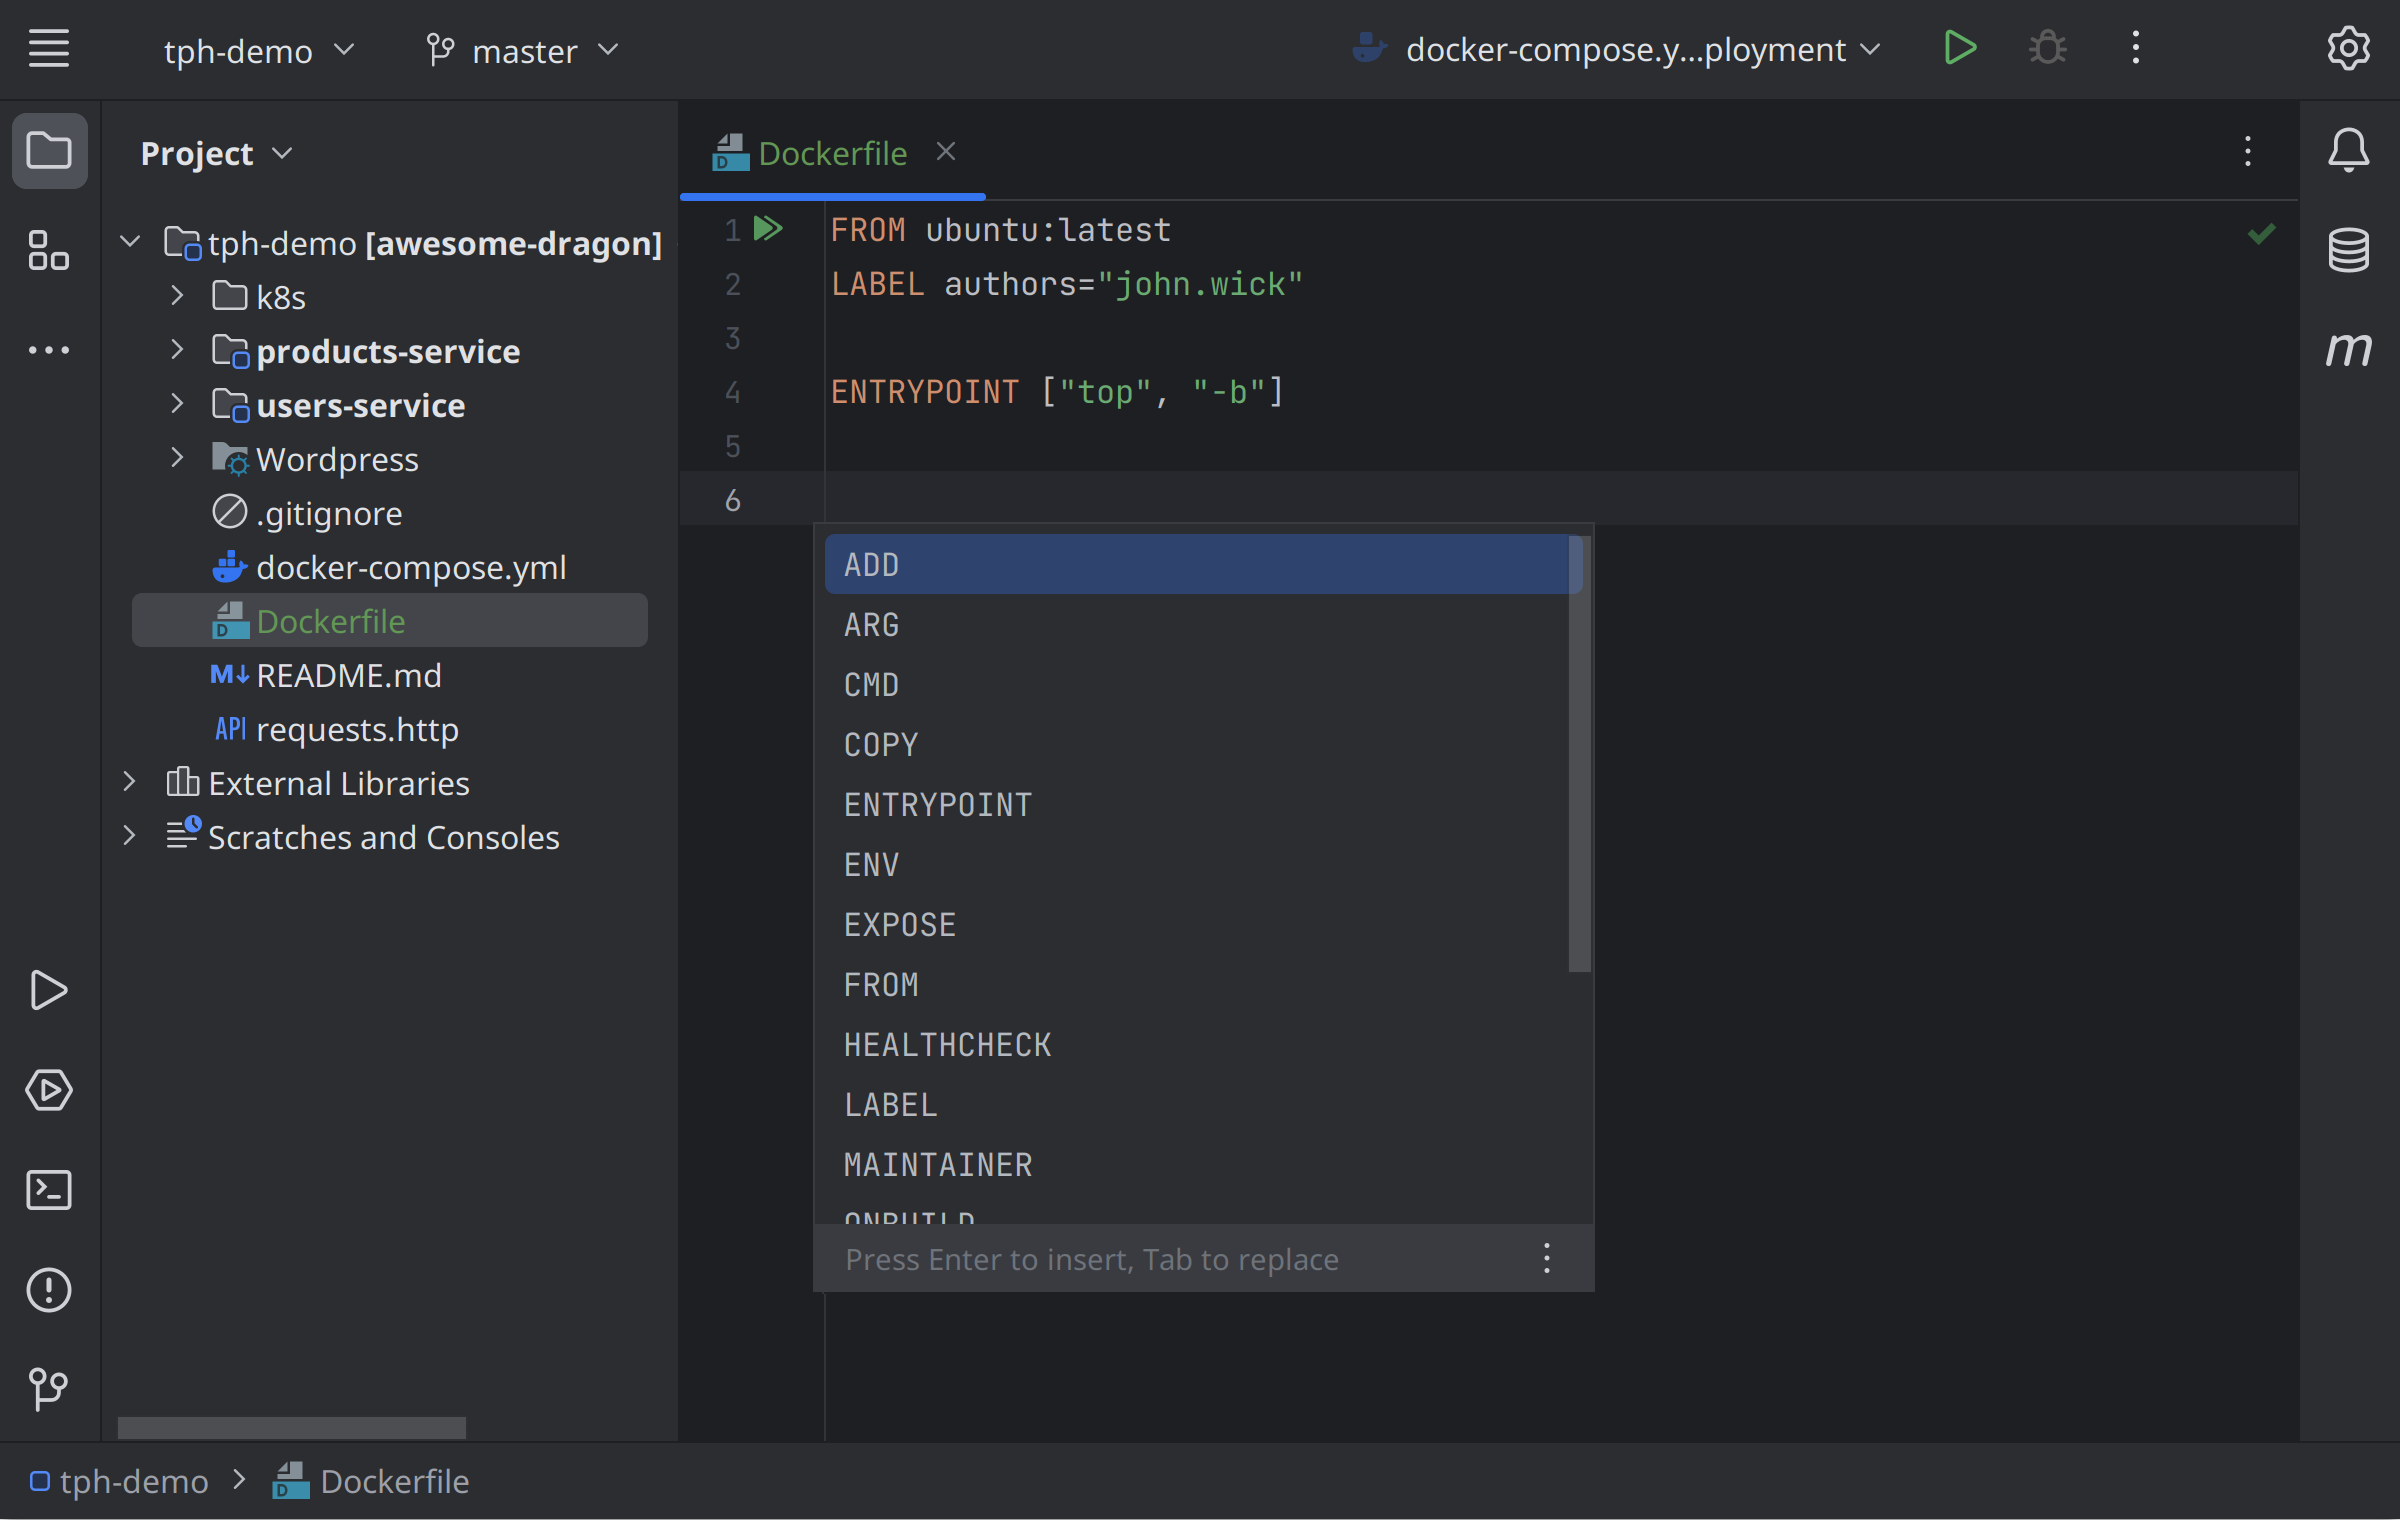 tph-demo
master
docker-compose.y...ployment
Project
Dockerfile
tph-demo [awesome-dragon]
k8s
products-service
users-service
Wordpress
.gitignore
docker-compose.yml
D Dockerfile
M↓ README.md
API requests.http
External Libraries
Scratches and Consoles
1 FROM ubuntu:latest
2 LABEL authors="john.wick"
3
4 ENTRYPOINT ["top", "-b"]
5
6
ADD
ARG
CMD
COPY
ENTRYPOINT
ENV
EXPOSE
FROM
HEALTHCHECK
LABEL
MAINTAINER
ONBUILD
Press Enter to insert, Tab to replace
m
tph-demo > D Dockerfile